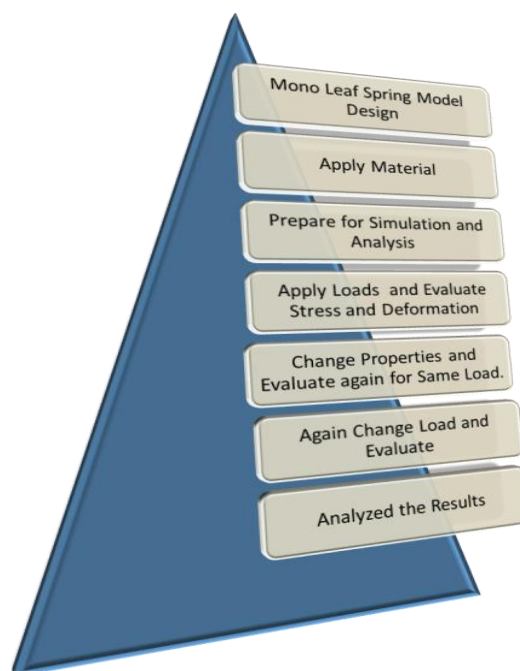 Mono Leaf Spring Model
Design
Apply Material
Prepare for Simulation and
Analysis
Apply Loads and Evaluate
Stress and Deformation
Change Properties and
Evaluate again for Same Load.
Again Change Load and
Evaluate
Analyzed the Results